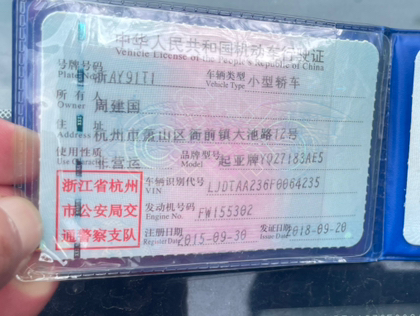 中华人民共和国机动车行驶证
Vehicle License of the People's Republic of China
号牌号码 浙AY91T1 车辆类型 小型轿车
Plate No. Vehicle Type
所有人 周建国
Owner
住址 杭州市萧山区衙前镇大池路12号
Address
使用性质 非营运 品牌型号 起亚牌YQZ7183AE5
Use Character Model
浙江省杭州
市公安局交
通警察支队
车辆识别代号 LJDTAA236F0064235
VIN
发动机号码 FW155302
Engine No.
注册日期 2015-09-30 发证日期 2018-09-20
Register Date Issue Date